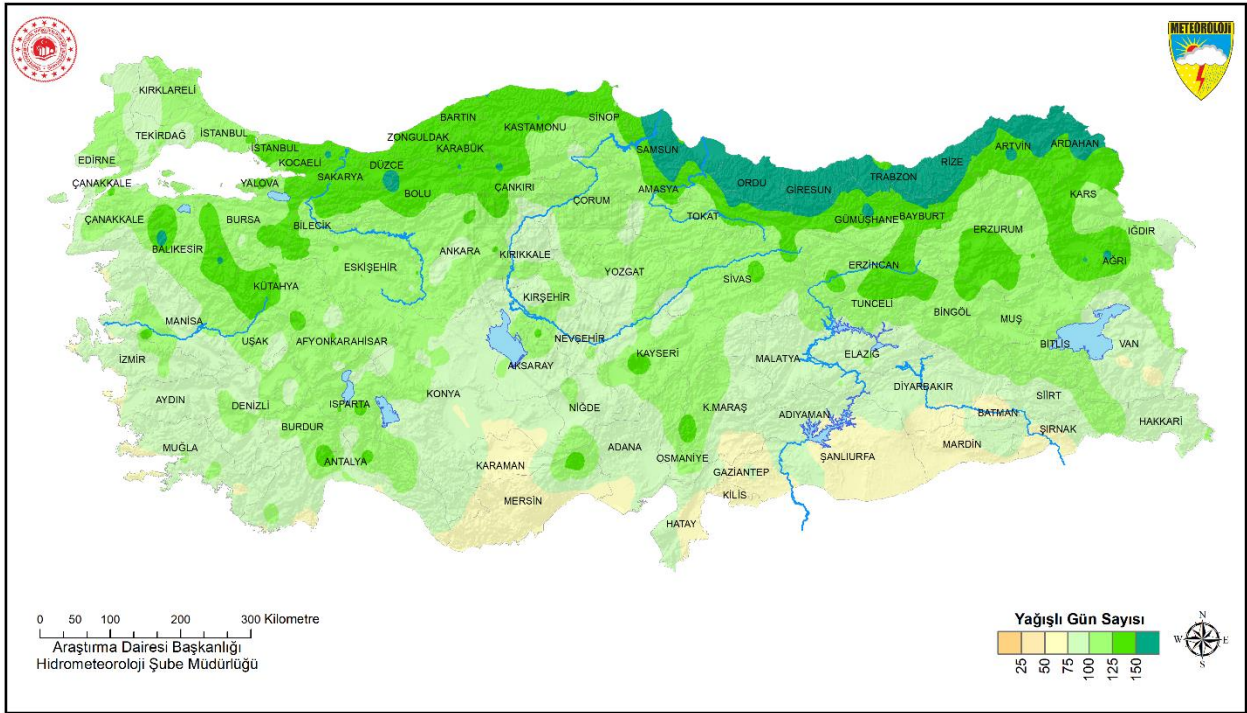 METEOROLOJİ
KIRKLARELİ
TEKİRDAĞ
İSTANBUL
EDİRNE
ÇANAKKALE
İSTANBUL
KOCAELİ
YALOVA
SAKARYA
DÜZCE
ZONGULDAK
BARTIN
KARABÜK
KASTAMONU
SİNOP
BOLU
ÇANKIRI
SAMSUN
AMASYA
ÇORUM
TOKAT
ORDU
GİRESUN
TRABZON
RİZE
ARTVİN
ARDAHAN
KARS
GÜMÜŞHANE
BAYBURT
ERZURUM
IĞDIR
AĞRI
ÇANAKKALE
BURSA
BİLECİK
BALIKESİR
ESKİŞEHİR
ANKARA
KIRIKKALE
YOZGAT
SİVAS
ERZİNCAN
KÜTAHYA
KIRŞEHİR
TUNCELİ
BİNGÖL
MUŞ
MANİSA
UŞAK
AFYONKARAHİSAR
NEVŞEHİR
KAYSERİ
BİTLİS
VAN
İZMİR
AKSARAY
MALATYA
ELAZIĞ
DİYARBAKIR
SİİRT
AYDIN
DENİZLİ
ISPARTA
KONYA
NİĞDE
K.MARAŞ
ADIYAMAN
BATMAN
ŞIRNAK
HAKKARİ
BURDUR
MUĞLA
ANTALYA
KARAMAN
ADANA
OSMANİYE
GAZİANTEP
ŞANLIURFA
MARDİN
MERSİN
KİLİS
HATAY
0 50 100 200 300 Kilometre
Araştırma Dairesi Başkanlığı
Hidrometeoroloji Şube Müdürlüğü
Yağışlı Gün Sayısı
25 50 75 100 125 150
N
W E
S